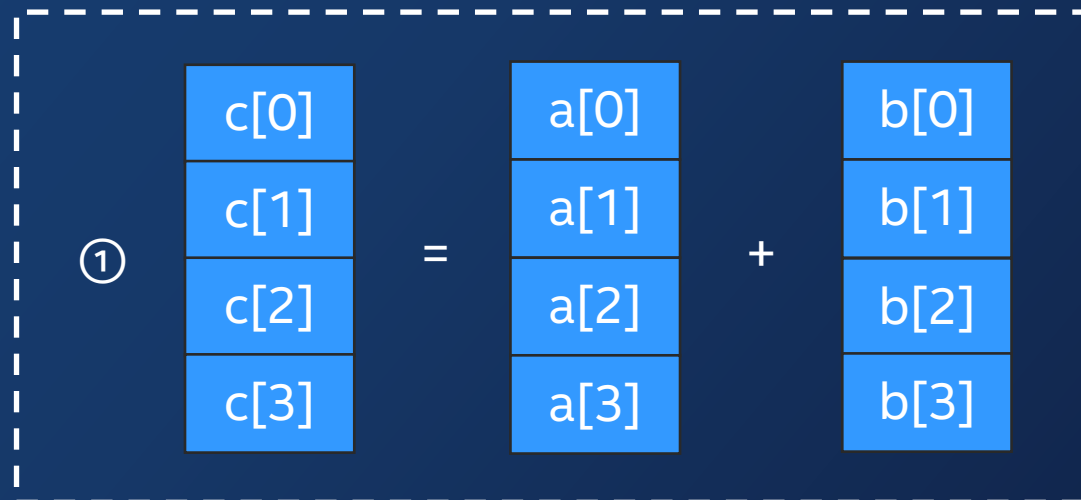 c[0] a[0] b[0]
c[1] a[1] b[1]
① = +
c[2] a[2] b[2]
c[3] a[3] b[3]